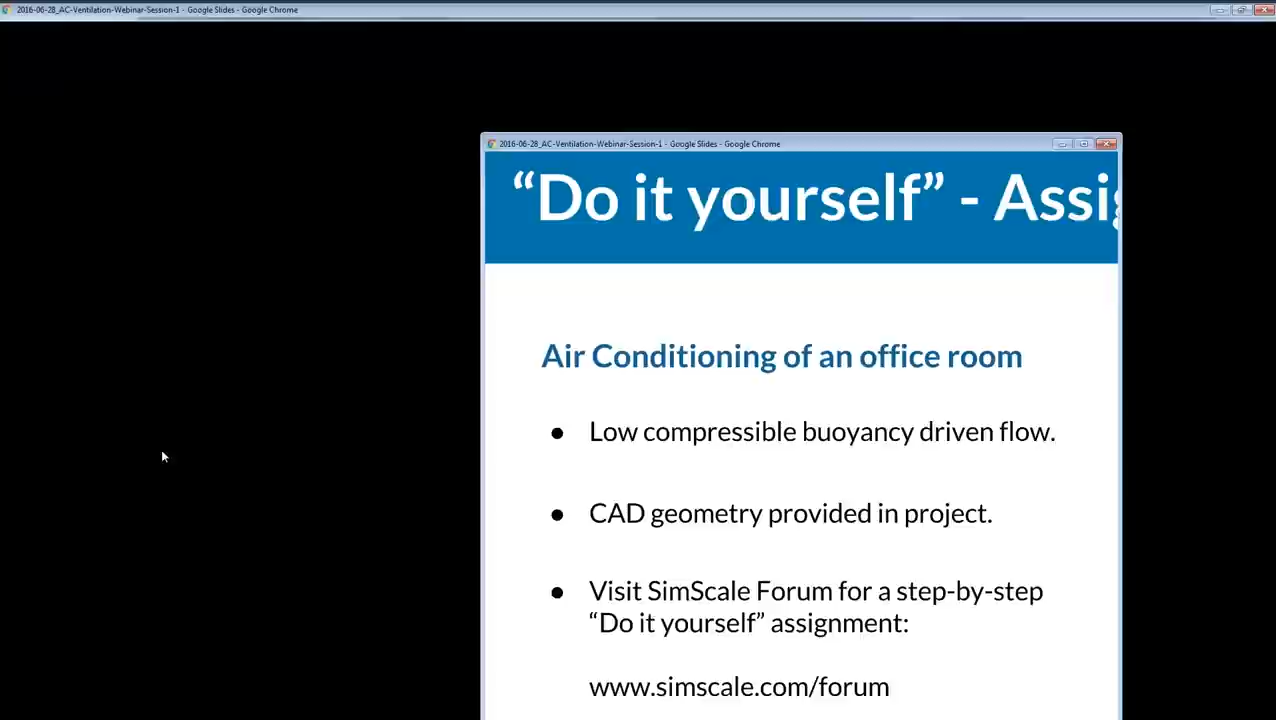 2016-06-28_AC-Ventilation-Webinar-Session-1 - Google Slides - Google Chrome
2016-06-28_AC-Ventilation-Webinar-Session-1 - Google Slides - Google Chrome
“Do it yourself” - Assig
Air Conditioning of an office room
● Low compressible buoyancy driven flow.
● CAD geometry provided in project.
● Visit SimScale Forum for a step-by-step
“Do it yourself” assignment:
www.simscale.com/forum